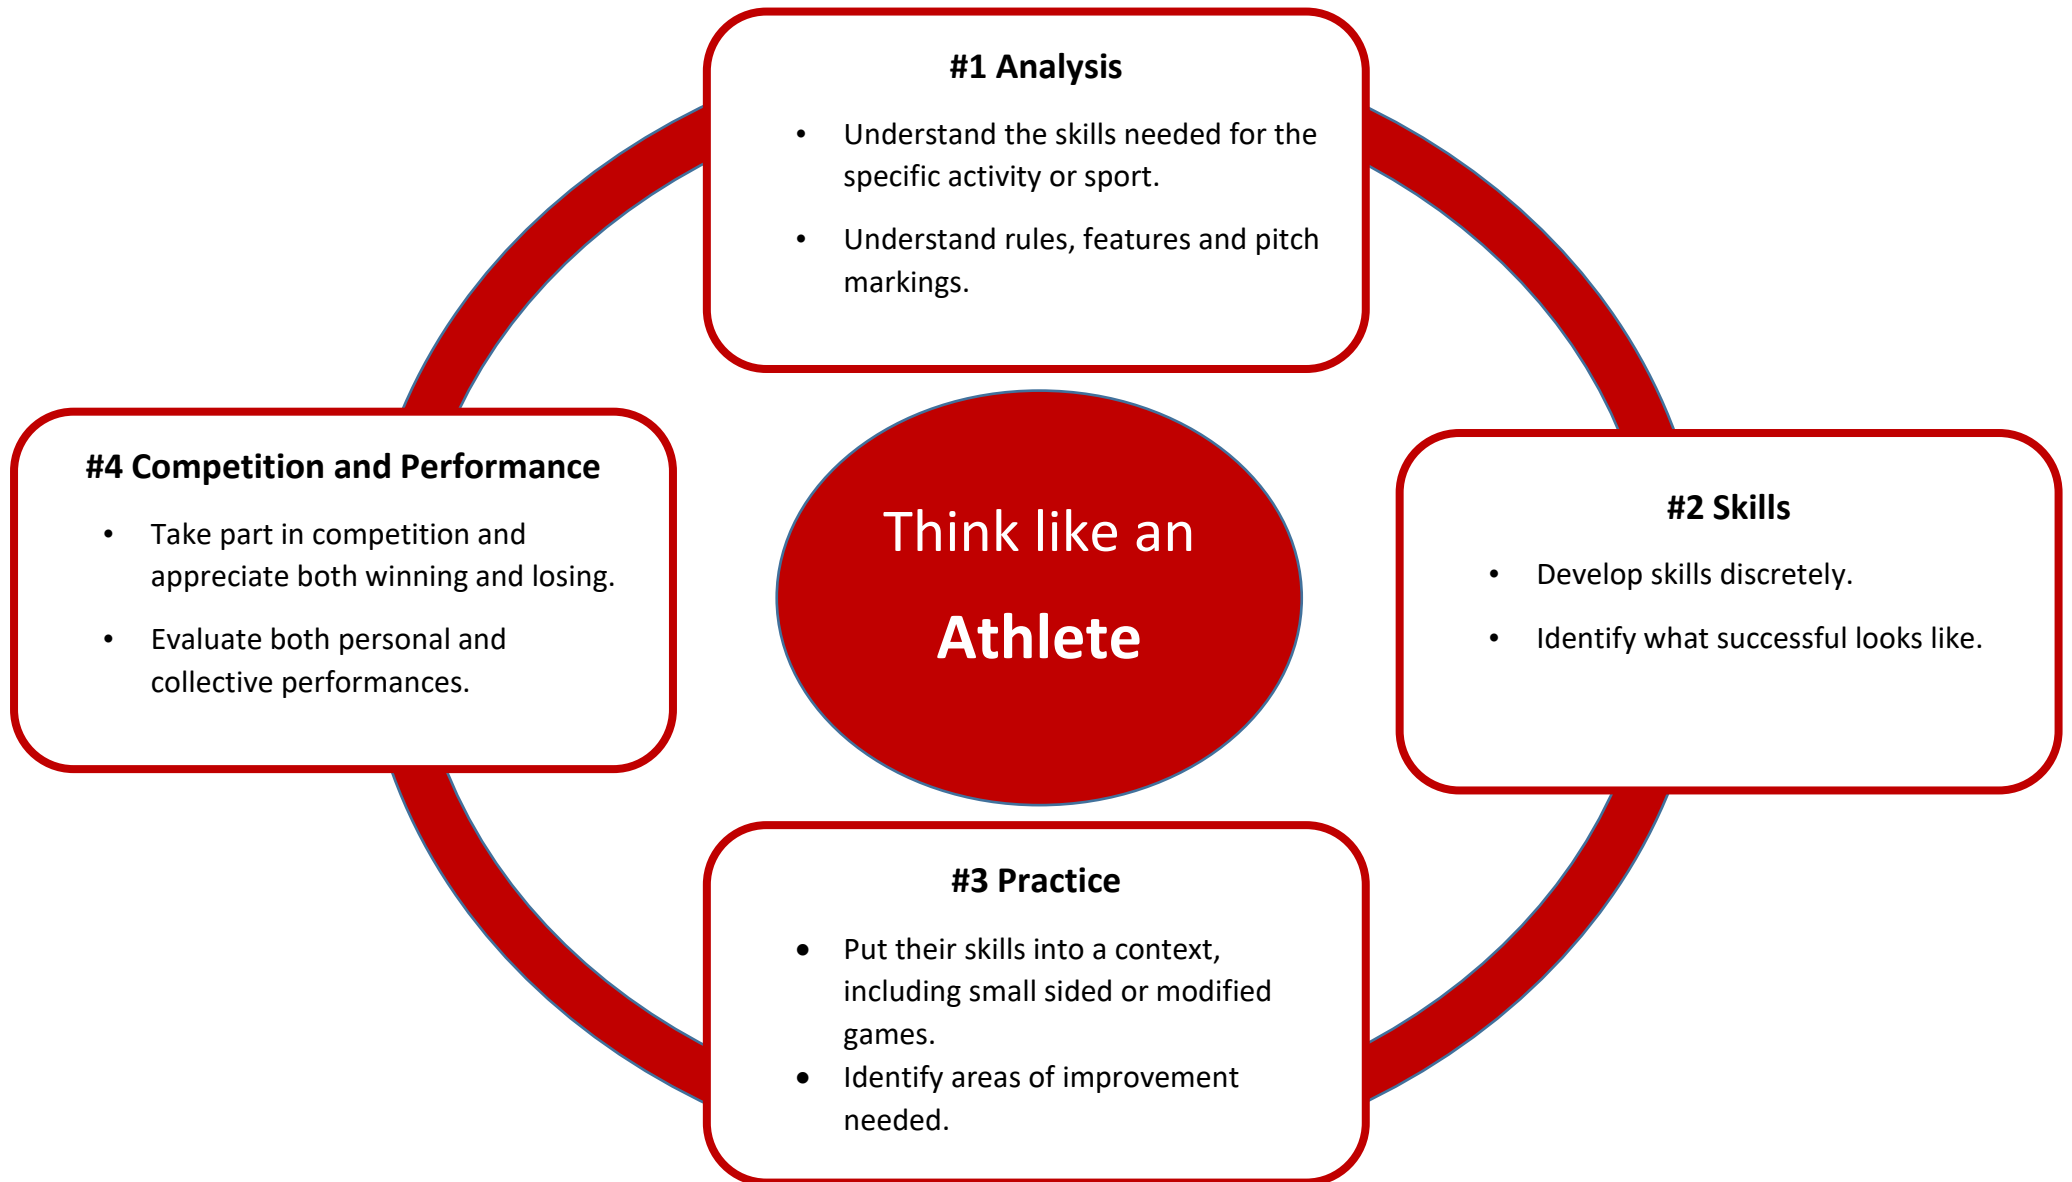 #1 Analysis
• Understand the skills needed for the
specific activity or sport.
• Understand rules, features and pitch
markings.
Think like an
Athlete
#2 Skills
• Develop skills discretely.
• Identify what successful looks like.
#3 Practice
• Put their skills into a context,
including small sided or modified
games.
• Identify areas of improvement
needed.
#4 Competition and Performance
• Take part in competition and
appreciate both winning and losing.
• Evaluate both personal and
collective performances.